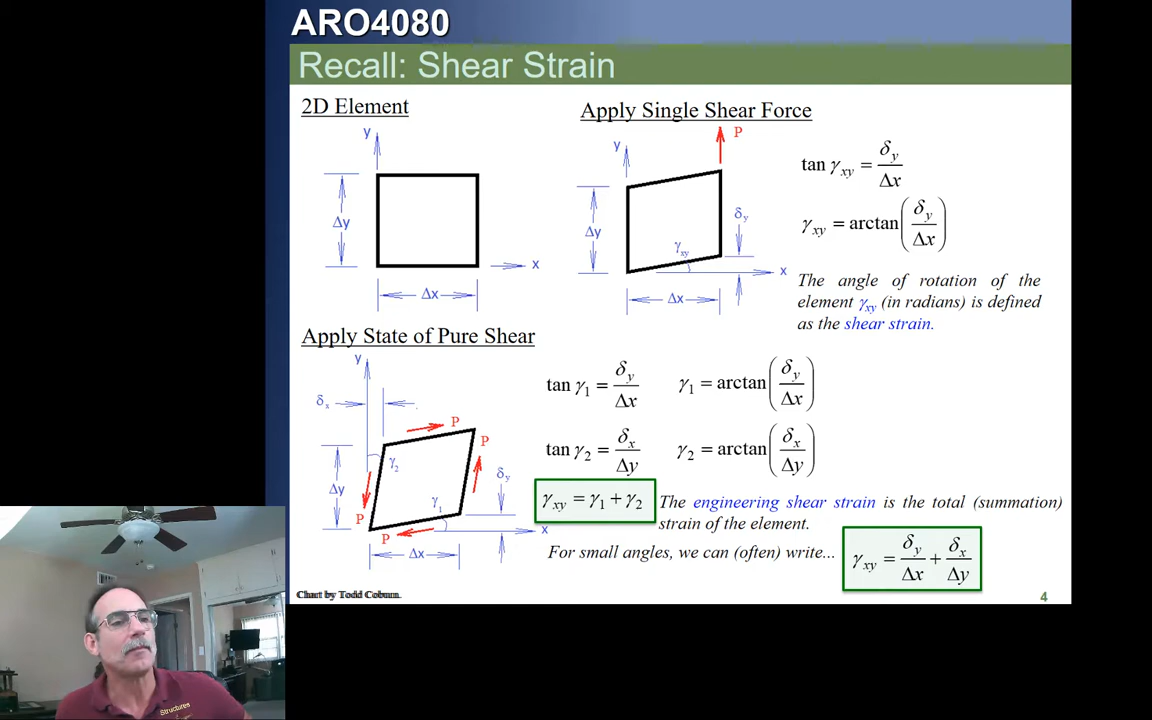 ARO4080
Recall: Shear Strain
2D Element
y
Δy
x
Δx
Apply Single Shear Force
P
y
Δy
δy
γxy
x
Δx
tan γxy = δy / Δx
γxy = arctan(δy / Δx)
The angle of rotation of the
element γxy (in radians) is defined
as the shear strain.
Apply State of Pure Shear
y
δx
P
P
γ2
δy
Δy
γ1
P
x
P
Δx
tan γ1 = δy / Δx
γ1 = arctan(δy / Δx)
tan γ2 = δx / Δy
γ2 = arctan(δx / Δy)
γxy = γ1 + γ2
The engineering shear strain is the total (summation)
strain of the element.
For small angles, we can (often) write...
γxy = δy / Δx + δx / Δy
Chart by Todd Coburn.
4
Structures